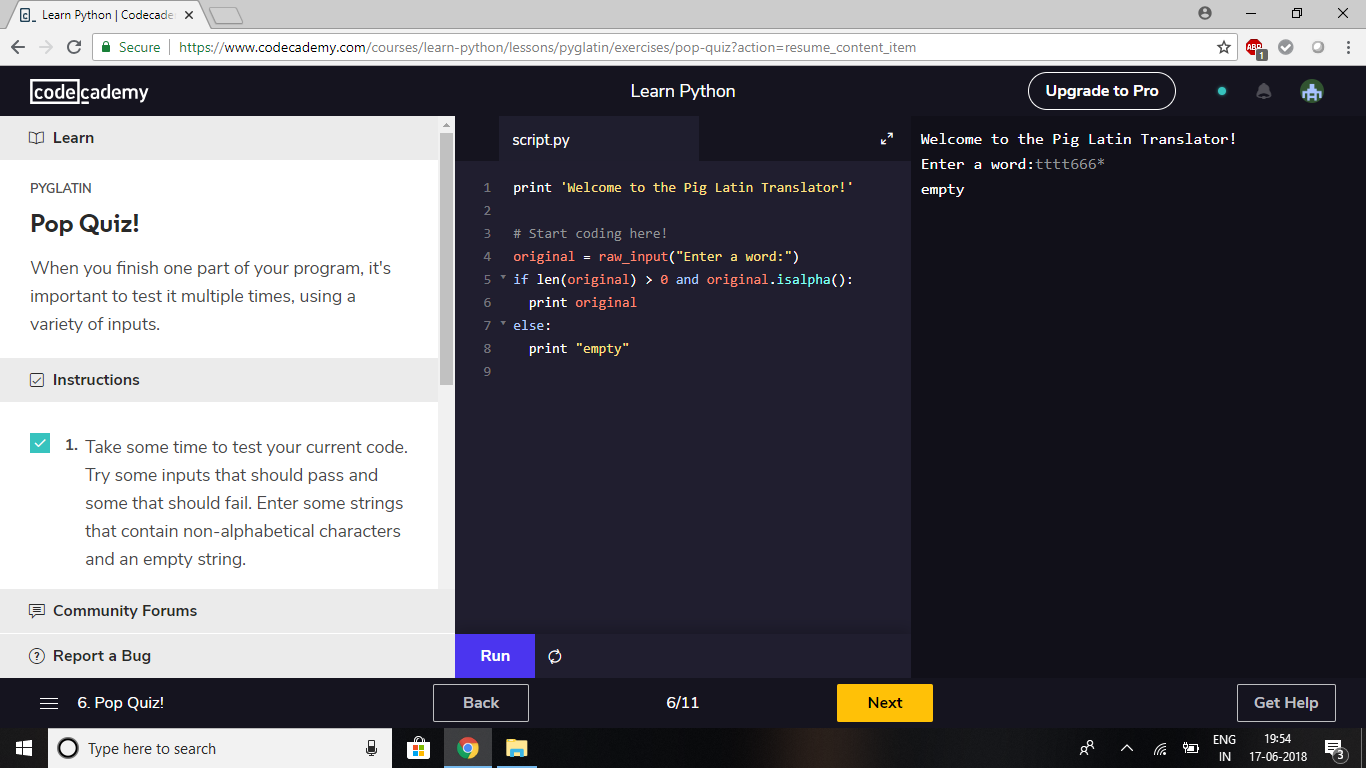 Learn Python | Codecade
Secure
https://www.codecademy.com/courses/learn-python/lessons/pyglatin/exercises/pop-quiz?action=resume_content_item
ABP
1
codecademy
Learn Python
Upgrade to Pro
Learn
PYGLATIN
Pop Quiz!
When you finish one part of your program, it's
important to test it multiple times, using a
variety of inputs.
Instructions
1. Take some time to test your current code.
Try some inputs that should pass and
some that should fail. Enter some strings
that contain non-alphabetical characters
and an empty string.
Community Forums
Report a Bug
script.py
1 print 'Welcome to the Pig Latin Translator!'
2
3 # Start coding here!
4 original = raw_input("Enter a word:")
5 if len(original) > 0 and original.isalpha():
6 print original
7 else:
8 print "empty"
9
Run
Welcome to the Pig Latin Translator!
Enter a word:tttt666*
empty
6. Pop Quiz!
Back
6/11
Next
Get Help
Type here to search
ENG
IN
19:54
17-06-2018
3